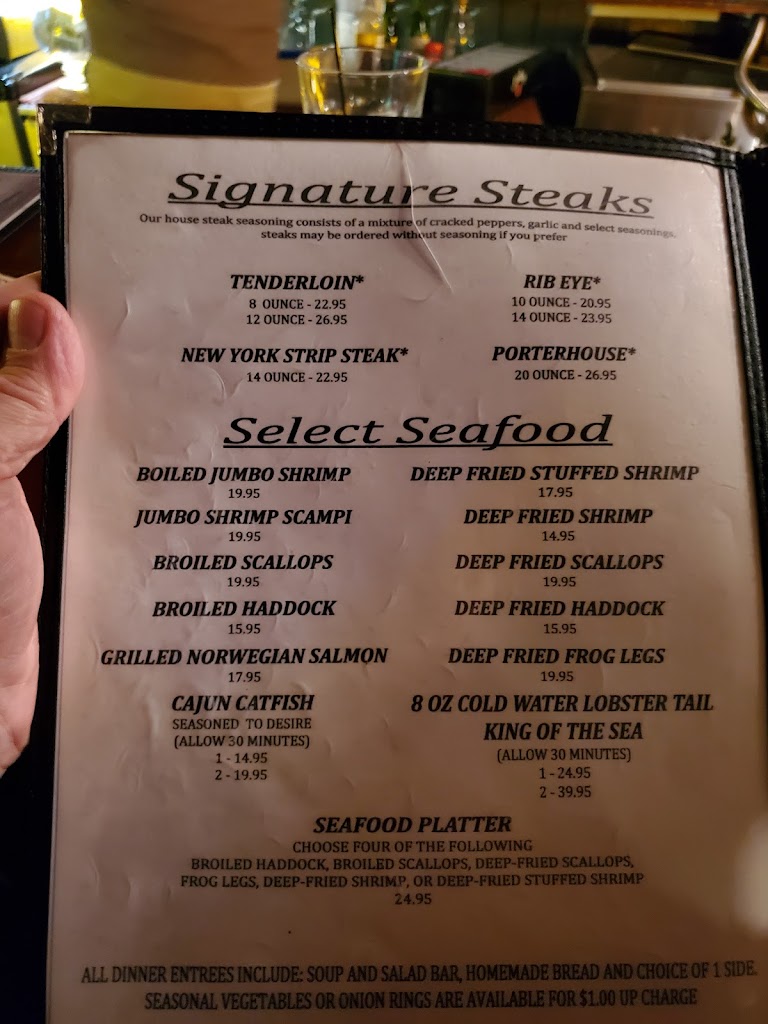 Signature Steaks
Our house steak seasoning consists of a mixture of cracked peppers, garlic and select seasonings,
steaks may be ordered without seasoning if you prefer
TENDERLOIN*
8 OUNCE - 22.95
12 OUNCE - 26.95
RIB EYE*
10 OUNCE - 20.95
14 OUNCE - 23.95
NEW YORK STRIP STEAK*
14 OUNCE - 22.95
PORTERHOUSE*
20 OUNCE - 26.95
Select Seafood
BOILED JUMBO SHRIMP
19.95
DEEP FRIED STUFFED SHRIMP
17.95
JUMBO SHRIMP SCAMPI
19.95
DEEP FRIED SHRIMP
14.95
BROILED SCALLOPS
19.95
DEEP FRIED SCALLOPS
19.95
BROILED HADDOCK
15.95
DEEP FRIED HADDOCK
15.95
GRILLED NORWEGIAN SALMON
17.95
DEEP FRIED FROG LEGS
19.95
CAJUN CATFISH
SEASONED TO DESIRE
(ALLOW 30 MINUTES)
1 - 14.95
2 - 19.95
8 OZ COLD WATER LOBSTER TAIL
KING OF THE SEA
(ALLOW 30 MINUTES)
1 - 24.95
2 - 39.95
SEAFOOD PLATTER
CHOOSE FOUR OF THE FOLLOWING
BROILED HADDOCK, BROILED SCALLOPS, DEEP-FRIED SCALLOPS,
FROG LEGS, DEEP-FRIED SHRIMP, OR DEEP-FRIED STUFFED SHRIMP
24.95
ALL DINNER ENTREES INCLUDE: SOUP AND SALAD BAR, HOMEMADE BREAD AND CHOICE OF 1 SIDE.
SEASONAL VEGETABLES OR ONION RINGS ARE AVAILABLE FOR $1.00 UP CHARGE